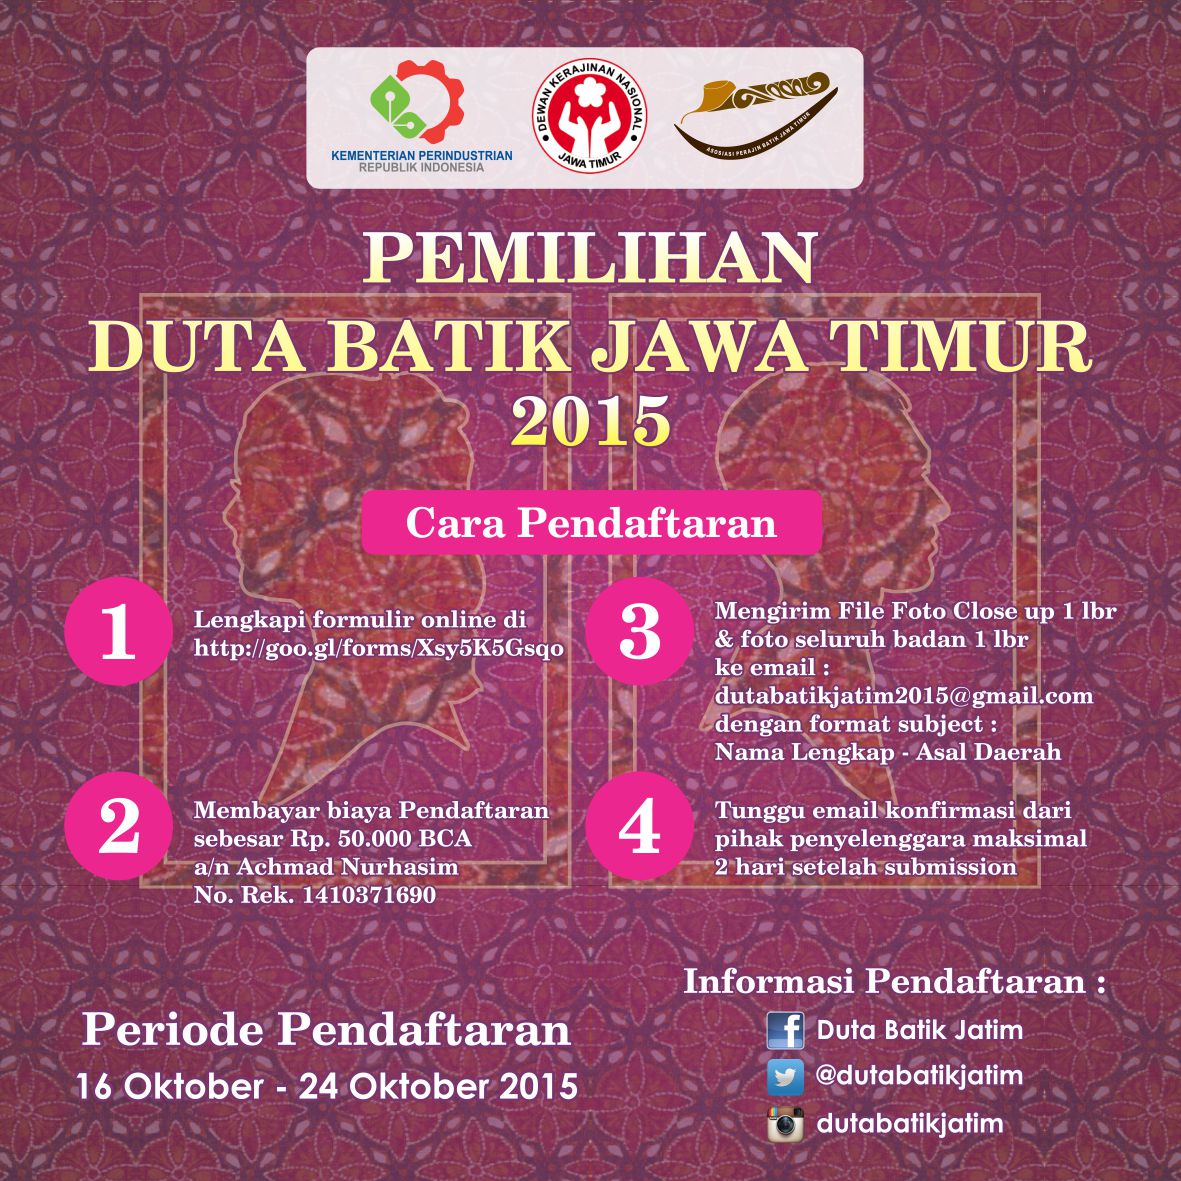 KEMENTERIAN PERINDUSTRIAN
REPUBLIK INDONESIA
DEWAN KERAJINAN NASIONAL
JAWA TIMUR
ASOSIASI PERAJIN BATIK JAWA TIMUR
PEMILIHAN
DUTA BATIK JAWA TIMUR
2015
Cara Pendaftaran
1
Lengkapi formulir online di
http://goo.gl/forms/Xsy5K5Gsqo
2
Membayar biaya Pendaftaran
sebesar Rp. 50.000 BCA
a/n Achmad Nurhasim
No. Rek. 1410371690
3
Mengirim File Foto Close up 1 lbr
& foto seluruh badan 1 lbr
ke email :
dutabatikjatim2015@gmail.com
dengan format subject :
Nama Lengkap - Asal Daerah
4
Tunggu email konfirmasi dari
pihak penyelenggara maksimal
2 hari setelah submission
Periode Pendaftaran
16 Oktober - 24 Oktober 2015
Informasi Pendaftaran :
Duta Batik Jatim
@dutabatikjatim
dutabatikjatim